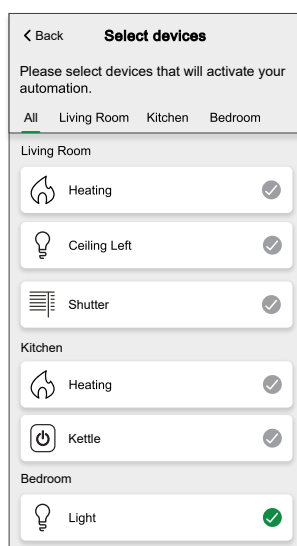 Back Select devices
Please select devices that will activate your
automation.
All Living Room Kitchen Bedroom
Living Room
Heating
Ceiling Left
Shutter
Kitchen
Heating
Kettle
Bedroom
Light